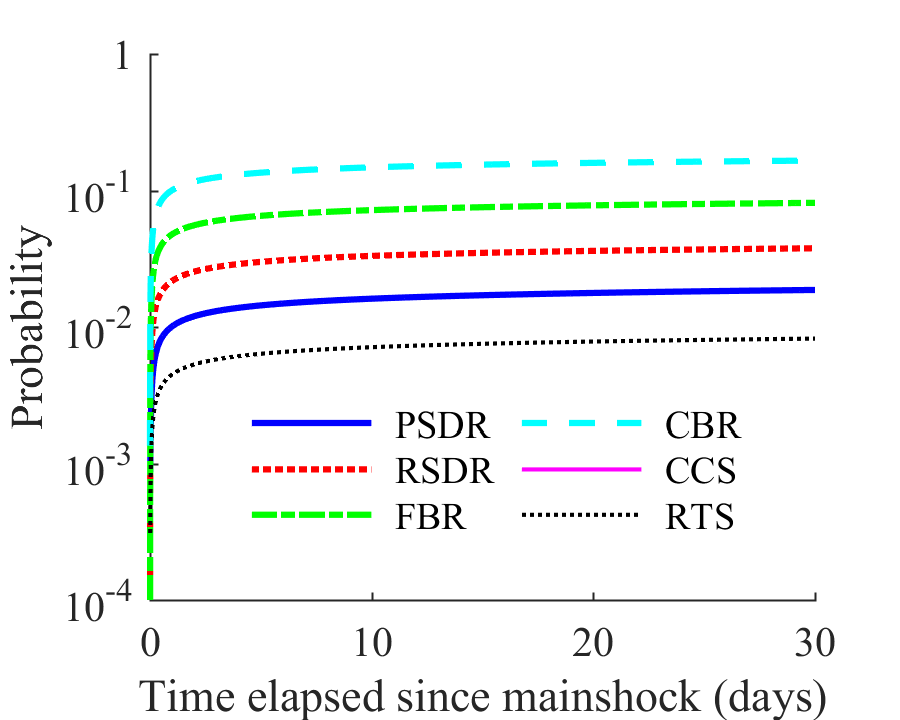 1
10-1
10-2
10-3
10-4
Probability
PSDR CBR
RSDR CCS
FBR RTS
0 10 20 30
Time elapsed since mainshock (days)